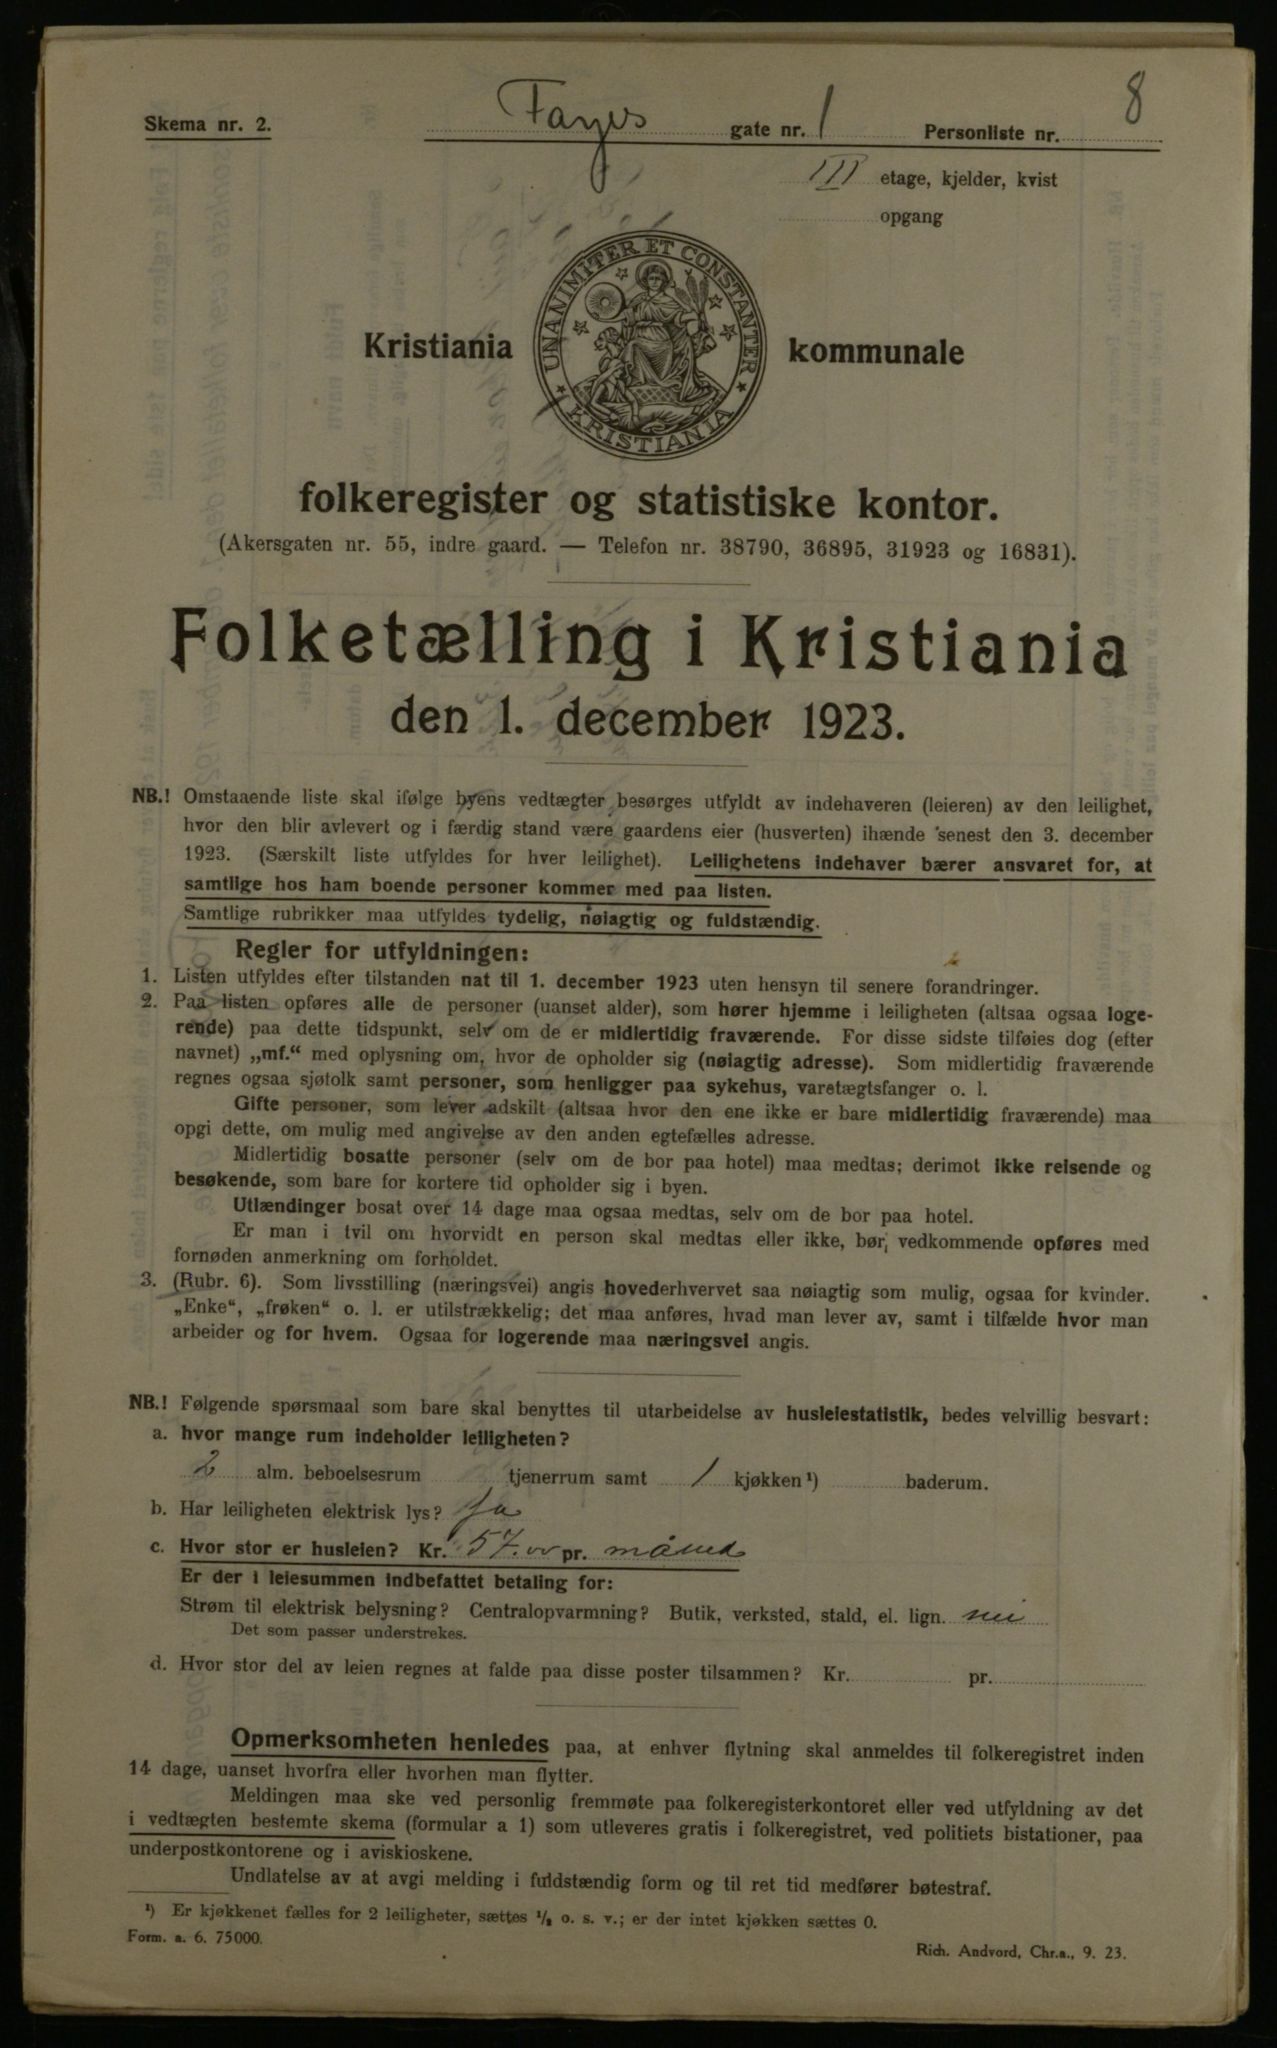 Skema nr. 2.
Fayes gate nr. 1 Personliste nr. 8
III etage, kjelder, kvist
opgang
UNANIMITER ET CONSTANTER
KRISTIANIA
Kristiania kommunale
folkeregister og statistiske kontor.
(Akersgaten nr. 55, indre gaard. — Telefon nr. 38790, 36895, 31923 og 16831).
Folketælling i Kristiania
den 1. december 1923.
NB.! Omstaaende liste skal ifølge byens vedtægter besørges utfyldt av indehaveren (leieren) av den leilighet,
hvor den blir avlevert og i færdig stand være gaardens eier (husverten) ihænde senest den 3. december
1923. (Særskilt liste utfyldes for hver leilighet). Leilighetens indehaver bærer ansvaret for, at
samtlige hos ham boende personer kommer med paa listen.
Samtlige rubrikker maa utfyldes tydelig, nøiagtig og fuldstændig.
Regler for utfyldningen:
1. Listen utfyldes efter tilstanden nat til 1. december 1923 uten hensyn til senere forandringer.
2. Paa listen opføres alle de personer (uanset alder), som hører hjemme i leiligheten (altsaa ogsaa loge-
rende) paa dette tidspunkt, selv om de er midlertidig fraværende. For disse sidste tilføies dog (efter
navnet) „mf.“ med oplysning om, hvor de opholder sig (nøiagtig adresse). Som midlertidig fraværende
regnes ogsaa sjøfolk samt personer, som henligger paa sykehus, varetægtsfanger o. l.
Gifte personer, som lever adskilt (altsaa hvor den ene ikke er bare midlertidig fraværende) maa
opgi dette, om mulig med angivelse av den anden egtefælles adresse.
Midlertidig bosatte personer (selv om de bor paa hotel) maa medtas; derimot ikke reisende og
besøkende, som bare for kortere tid opholder sig i byen.
Utlændinger bosat over 14 dage maa ogsaa medtas, selv om de bor paa hotel.
Er man i tvil om hvorvidt en person skal medtas eller ikke, bør vedkommende opføres med
fornøden anmerkning om forholdet.
3. (Rubr. 6). Som livsstilling (næringsvei) angis hovederhvervet saa nøiagtig som mulig, ogsaa for kvinder.
„Enke“, „frøken“ o. l. er utilstrækkelig; det maa anføres, hvad man lever av, samt i tilfælde hvor man
arbeider og for hvem. Ogsaa for logerende maa næringsvei angis.
NB.! Følgende spørsmaal som bare skal benyttes til utarbeidelse av husleiestatistik, bedes velvillig besvart:
a. hvor mange rum indeholder leiligheten?
2 alm. beboelsesrum tjenerrum samt 1 kjøkken ¹) baderum.
b. Har leiligheten elektrisk lys? Ja
c. Hvor stor er husleien? Kr. 57.00 pr. måned
Er der i leiesummen indbefattet betaling for:
Strøm til elektrisk belysning? Centralopvarmning? Butik, verksted, stald, el. lign. nei
Det som passer understrekes.
d. Hvor stor del av leien regnes at falde paa disse poster tilsammen? Kr. pr.
Opmerksomheten henledes paa, at enhver flytning skal anmeldes til folkeregistret inden
14 dage, uanset hvorfra eller hvorhen man flytter.
Meldingen maa ske ved personlig fremmøte paa folkeregisterkontoret eller ved utfyldning av det
i vedtægten bestemte skema (formular a 1) som utleveres gratis i folkeregistret, ved politiets bistationer, paa
underpostkontorene og i aviskioskene.
Undlatelse av at avgi melding i fuldstændig form og til ret tid medfører bøtestraf.
¹) Er kjøkkenet fælles for 2 leiligheter, sættes ½ o. s. v.; er der intet kjøkken sættes 0.
Form. a. 6. 75000.
Rich. Andvord, Chr.a., 9. 23.